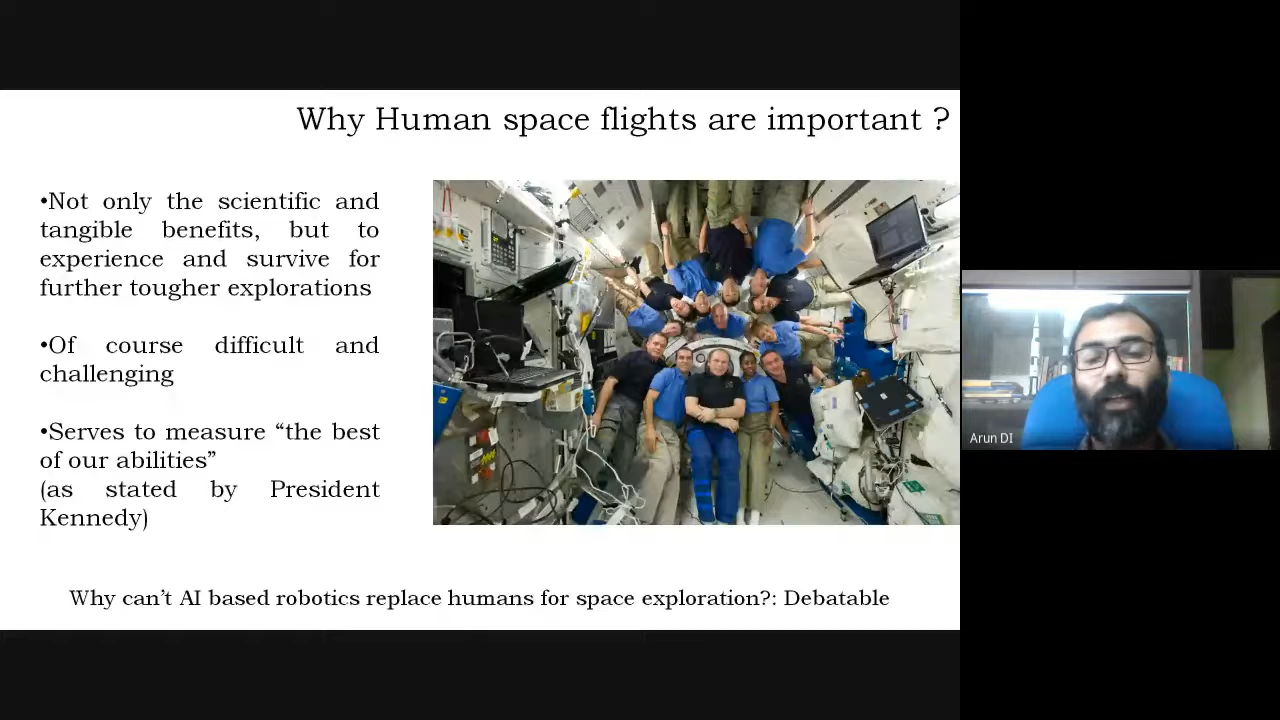 Why Human space flights are important ?
•Not only the scientific and
tangible benefits, but to
experience and survive for
further tougher explorations
•Of course difficult and
challenging
•Serves to measure “the best
of our abilities”
(as stated by President
Kennedy)
Why can’t AI based robotics replace humans for space exploration?: Debatable
Arun DI